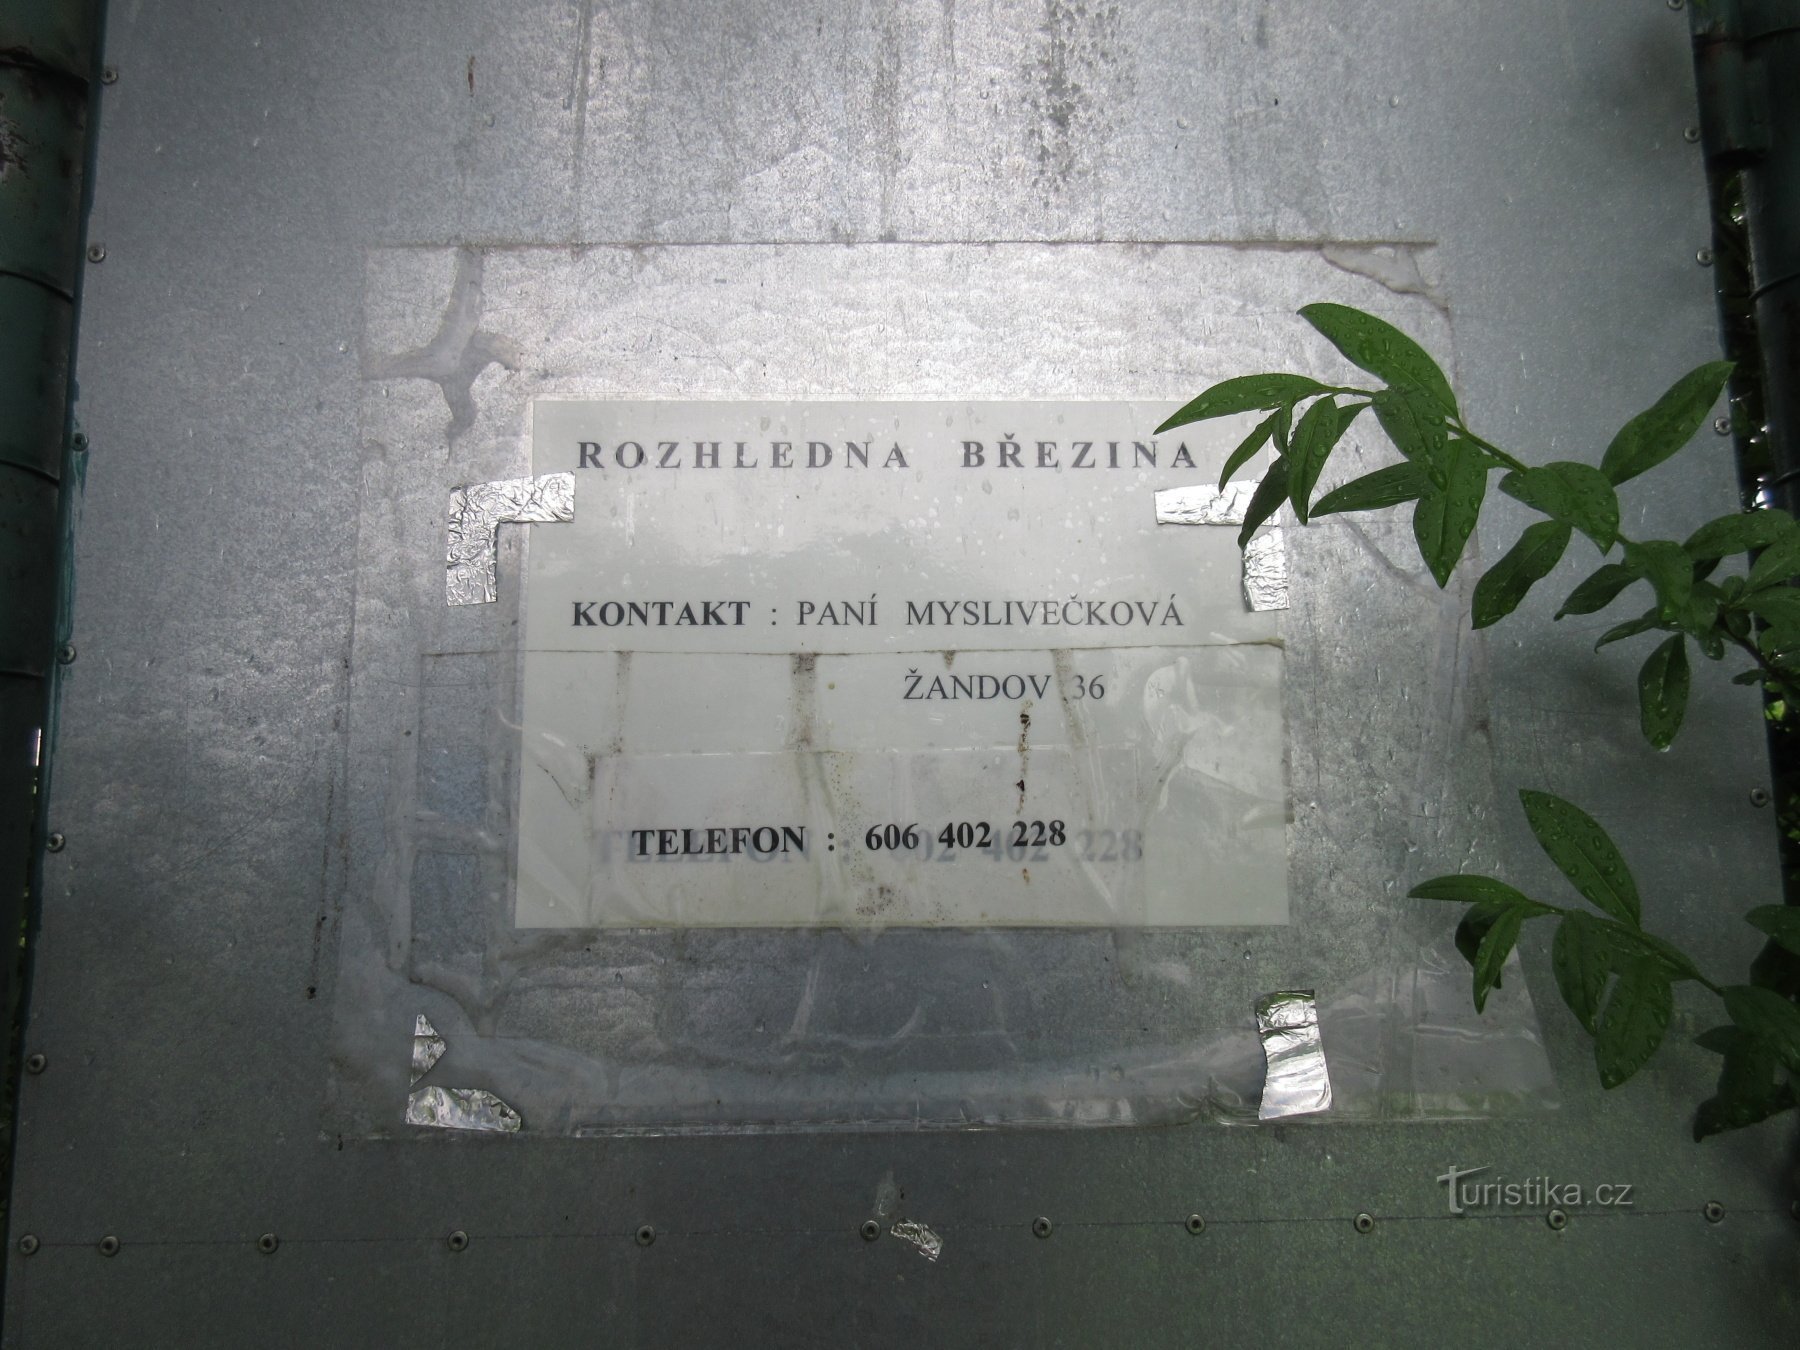 ROZHLEDNA BŘEZINA
KONTAKT : PANÍ MYSLIVEČKOVÁ
ŽANDOV 36
TELEFON : 606 402 228
Turistika.cz